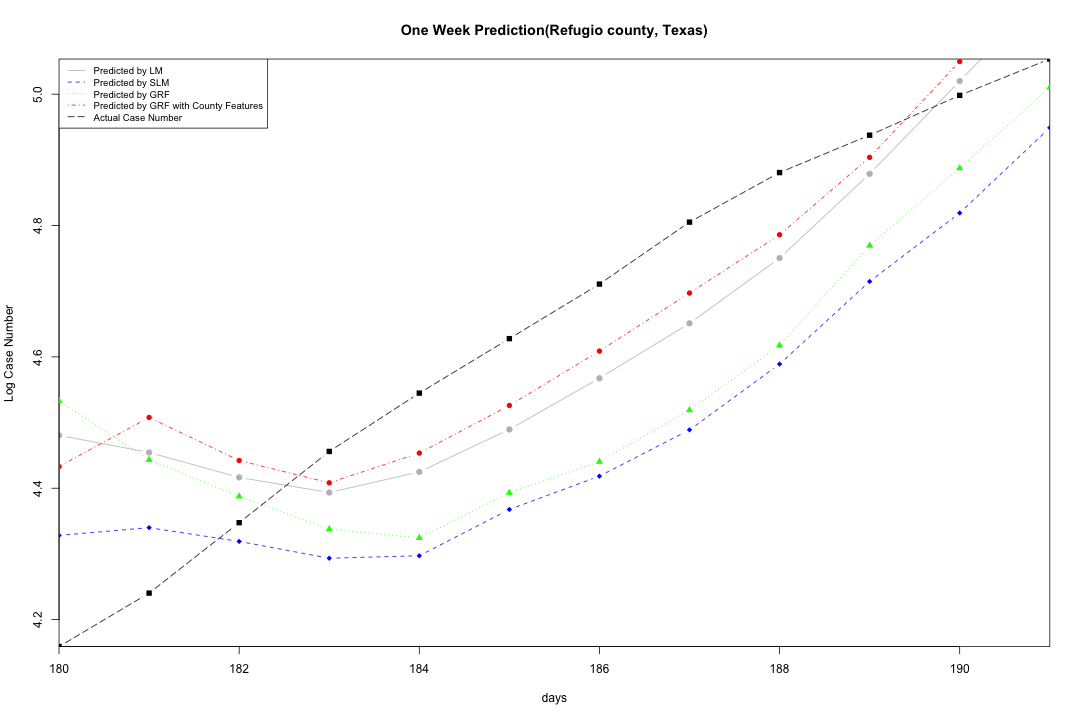 One Week Prediction(Refugio county, Texas)
Predicted by LM
Predicted by SLM
Predicted by GRF
Predicted by GRF with County Features
Actual Case Number
5.0
4.8
4.6
4.4
4.2
Log Case Number
180 182 184 186 188 190
days